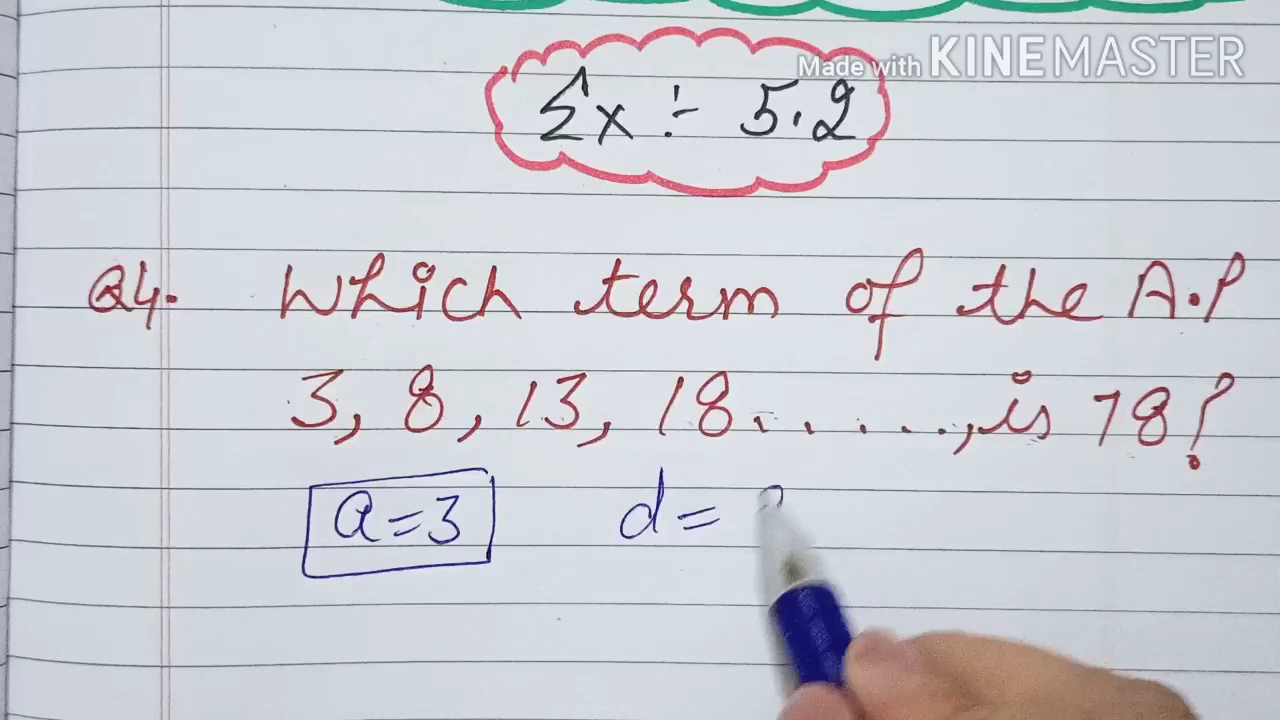 Made with KINEMASTER
Σx ÷ 5.2
Q4. Which term of the A.P
3, 8, 13, 18....., is 78?
a = 3 d =